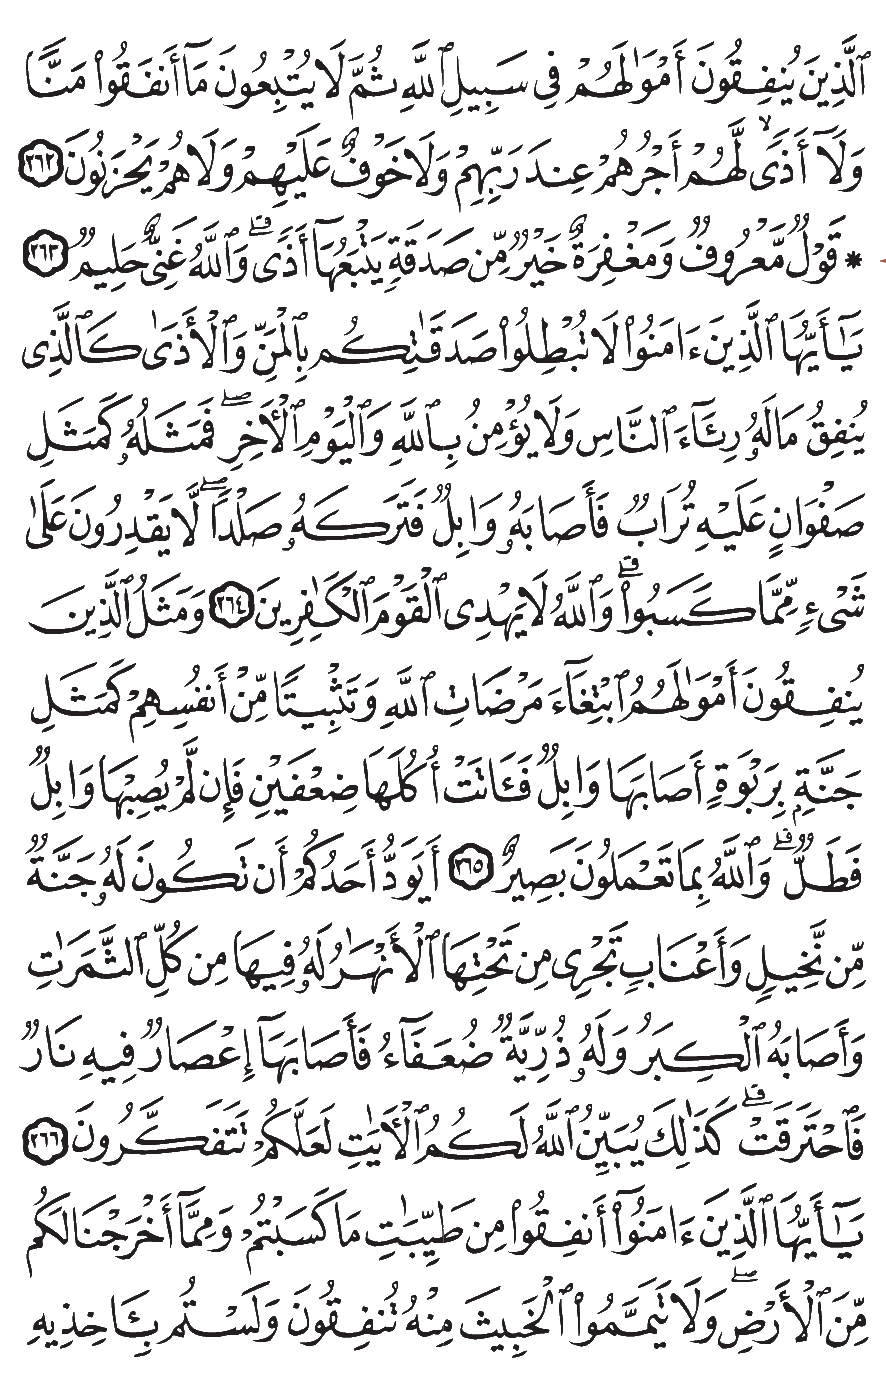 ٱلَّذِينَ يُنفِقُونَ أَمْوَٰلَهُمْ فِى سَبِيلِ ٱللَّهِ ثُمَّ لَا يُتْبِعُونَ مَآ أَنفَقُوا۟ مَنًّا
وَلَآ أَذًى ۙ لَّهُمْ أَجْرُهُمْ عِندَ رَبِّهِمْ وَلَا خَوْفٌ عَلَيْهِمْ وَلَا هُمْ يَحْزَنُونَ ٢٦٢
* قَوْلٌ مَّعْرُوفٌ وَمَغْفِرَةٌ خَيْرٌ مِّن صَدَقَةٍ يَتْبَعُهَآ أَذًى ۗ وَٱللَّهُ غَنِىٌّ حَلِيمٌ ٢٦٣
يَـٰٓأَيُّهَا ٱلَّذِينَ ءَامَنُوا۟ لَا تُبْطِلُوا۟ صَدَقَـٰتِكُم بِٱلْمَنِّ وَٱلْأَذَىٰ كَٱلَّذِى
يُنفِقُ مَالَهُۥ رِئَآءَ ٱلنَّاسِ وَلَا يُؤْمِنُ بِٱللَّهِ وَٱلْيَوْمِ ٱلْـَٔاخِرِ ۖ فَمَثَلُهُۥ كَمَثَلِ
صَفْوَانٍ عَلَيْهِ تُرَابٌ فَأَصَابَهُۥ وَابِلٌ فَتَرَكَهُۥ صَلْدًا ۖ لَّا يَقْدِرُونَ عَلَىٰ
شَىْءٍ مِّمَّا كَسَبُوا۟ ۗ وَٱللَّهُ لَا يَهْدِى ٱلْقَوْمَ ٱلْكَـٰفِرِينَ ٢٦٤ وَمَثَلُ ٱلَّذِينَ
يُنفِقُونَ أَمْوَٰلَهُمُ ٱبْتِغَآءَ مَرْضَاتِ ٱللَّهِ وَتَثْبِيتًا مِّنْ أَنفُسِهِمْ كَمَثَلِ
جَنَّةٍۭ بِرَبْوَةٍ أَصَابَهَا وَابِلٌ فَـَٔاتَتْ أُكُلَهَا ضِعْفَيْنِ فَإِن لَّمْ يُصِبْهَا وَابِلٌ
فَطَلٌّ ۗ وَٱللَّهُ بِمَا تَعْمَلُونَ بَصِيرٌ ٢٦٥ أَيَوَدُّ أَحَدُكُمْ أَن تَكُونَ لَهُۥ جَنَّةٌ
مِّن نَّخِيلٍ وَأَعْنَابٍ تَجْرِى مِن تَحْتِهَا ٱلْأَنْهَـٰرُ لَهُۥ فِيهَا مِن كُلِّ ٱلثَّمَرَٰتِ
وَأَصَابَهُ ٱلْكِبَرُ وَلَهُۥ ذُرِّيَّةٌ ضُعَفَآءُ فَأَصَابَهَآ إِعْصَارٌ فِيهِ نَارٌ
فَٱحْتَرَقَتْ ۗ كَذَٰلِكَ يُبَيِّنُ ٱللَّهُ لَكُمُ ٱلْـَٔايَـٰتِ لَعَلَّكُمْ تَتَفَكَّرُونَ ٢٦٦
يَـٰٓأَيُّهَا ٱلَّذِينَ ءَامَنُوٓا۟ أَنفِقُوا۟ مِن طَيِّبَـٰتِ مَا كَسَبْتُمْ وَمِمَّآ أَخْرَجْنَا لَكُم
مِّنَ ٱلْأَرْضِ ۖ وَلَا تَيَمَّمُوا۟ ٱلْخَبِيثَ مِنْهُ تُنفِقُونَ وَلَسْتُم بِـَٔاخِذِيهِ